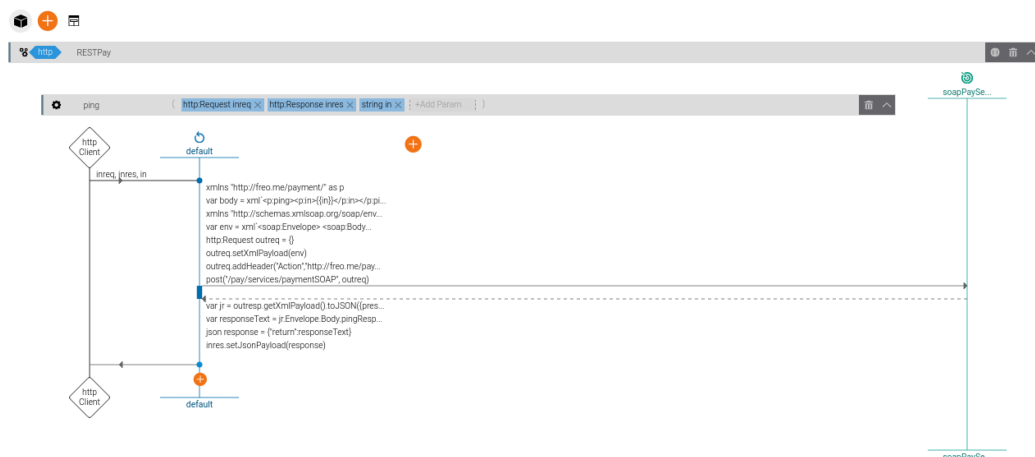 http RESTPay
soapPaySe...
ping ( http:Request inreq × http:Response inres × string in × +Add Param )
http
Client
default
inreq, inres, in
xmlns "http://freo.me/payment/" as p
var body = xml`<p:ping><p:in>{{in}}</p:in></p:pi...
xmlns "http://schemas.xmlsoap.org/soap/env...
var env = xml`<soap:Envelope> <soap:Body...
http:Request outreq = {}
outreq.setXmlPayload(env)
outreq.addHeader("Action","http://freo.me/pay...
post("/pay/services/paymentSOAP", outreq)
var jr = outresp.getXmlPayload().toJSON({pres...
var responseText = jr.Envelope.Body.pingResp...
json response = {"return":responseText}
inres.setJsonPayload(response)
http
Client
default
soapPaySe...